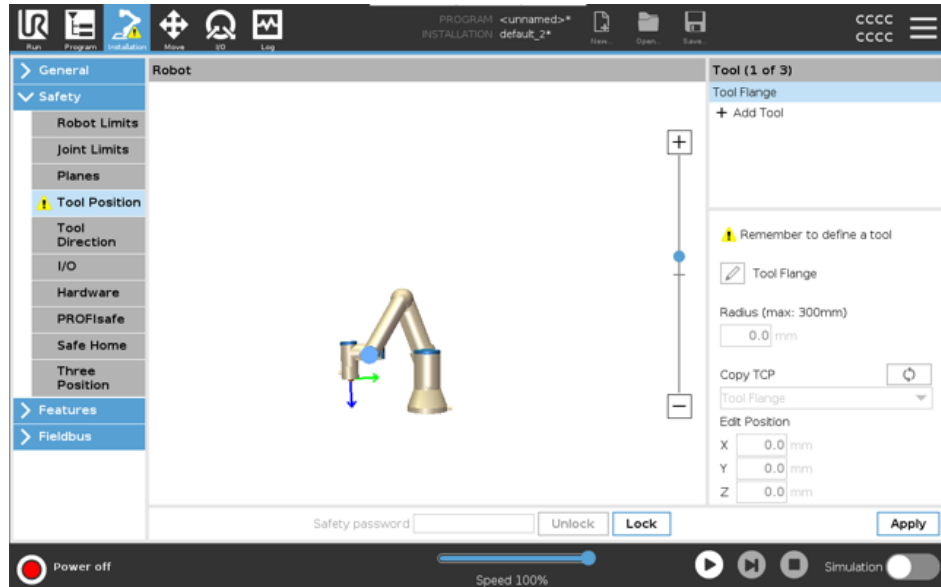 UR
PROGRAM <unnamed>*
INSTALLATION default_2*
Run
Program
Installation
Move
I/O
Log
New...
Open...
Save...
cccc
cccc
General
Safety
Robot Limits
Joint Limits
Planes
Tool Position
Tool
Direction
I/O
Hardware
PROFIsafe
Safe Home
Three
Position
Features
Fieldbus
Robot
+
−
Tool (1 of 3)
Tool Flange
+ Add Tool
Remember to define a tool
Tool Flange
Radius (max: 300mm)
0.0 mm
Copy TCP
Tool Flange
Edit Position
X 0.0 mm
Y 0.0 mm
Z 0.0 mm
Safety password
Unlock
Lock
Apply
Power off
Speed 100%
Simulation